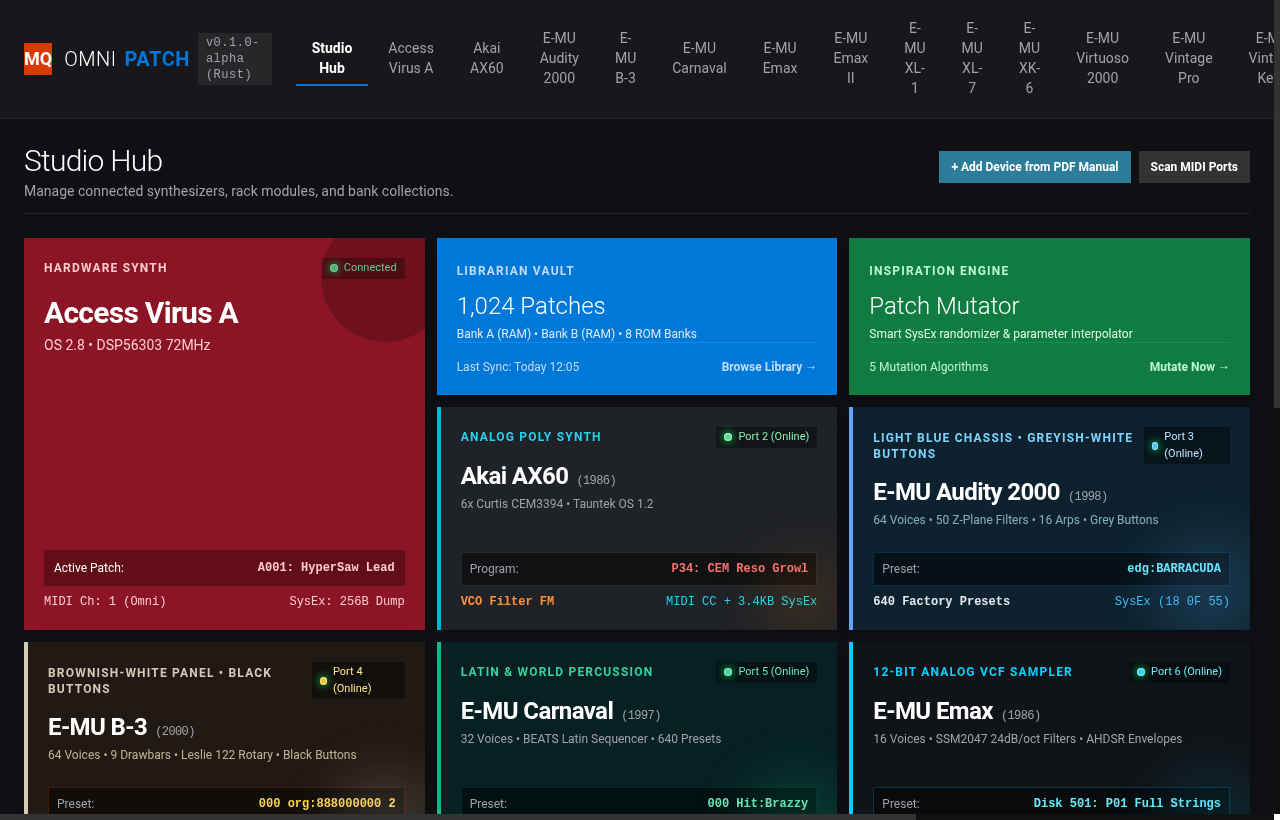 MQ OMNI PATCH
v0.1.0-
alpha
(Rust)
Studio
Hub
Access
Virus A
Akai
AX60
E-MU
Audity
2000
E-
MU
B-3
E-MU
Carnaval
E-MU
Emax
E-MU
Emax
II
E-
MU
XL-
1
E-
MU
XL-
7
E-
MU
XK-
6
E-MU
Virtuoso
2000
E-MU
Vintage
Pro
Studio Hub
Manage connected synthesizers, rack modules, and bank collections.
+ Add Device from PDF Manual
Scan MIDI Ports
HARDWARE SYNTH
Connected
Access Virus A
OS 2.8 • DSP56303 72MHz
Active Patch: A001: HyperSaw Lead
MIDI Ch: 1 (Omni) SysEx: 256B Dump
LIBRARIAN VAULT
1,024 Patches
Bank A (RAM) • Bank B (RAM) • 8 ROM Banks
Last Sync: Today 12:05 Browse Library →
INSPIRATION ENGINE
Patch Mutator
Smart SysEx randomizer & parameter interpolator
5 Mutation Algorithms Mutate Now →
ANALOG POLY SYNTH
Port 2 (Online)
Akai AX60 (1986)
6x Curtis CEM3394 • Tauntek OS 1.2
Program: P34: CEM Reso Growl
VCO Filter FM MIDI CC + 3.4KB SysEx
LIGHT BLUE CHASSIS • GREYISH-WHITE
BUTTONS
Port 3
(Online)
E-MU Audity 2000 (1998)
64 Voices • 50 Z-Plane Filters • 16 Arps • Grey Buttons
Preset: edg:BARRACUDA
640 Factory Presets SysEx (18 0F 55)
BROWNISH-WHITE PANEL • BLACK
BUTTONS
Port 4
(Online)
E-MU B-3 (2000)
64 Voices • 9 Drawbars • Leslie 122 Rotary • Black Buttons
Preset: 000 org:888000000 2
LATIN & WORLD PERCUSSION
Port 5 (Online)
E-MU Carnaval (1997)
32 Voices • BEATS Latin Sequencer • 640 Presets
Preset: 000 Hit:Brazzy
12-BIT ANALOG VCF SAMPLER
Port 6 (Online)
E-MU Emax (1986)
16 Voices • SSM2047 24dB/oct Filters • AHDSR Envelopes
Preset: Disk 501: P01 Full Strings